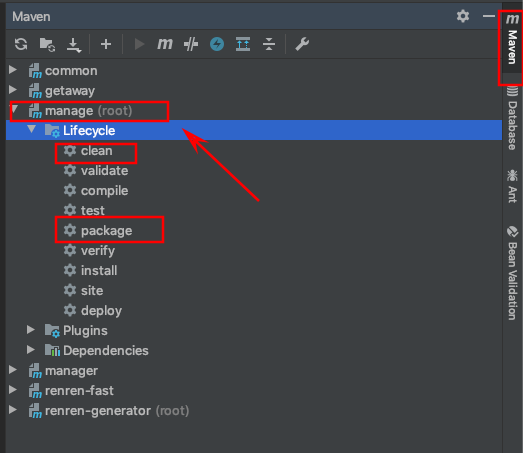 Maven
common
getaway
manage (root)
Lifecycle
clean
validate
compile
test
package
verify
install
site
deploy
Plugins
Dependencies
manager
renren-fast
renren-generator (root)
Maven
Database
Ant
Bean Validation